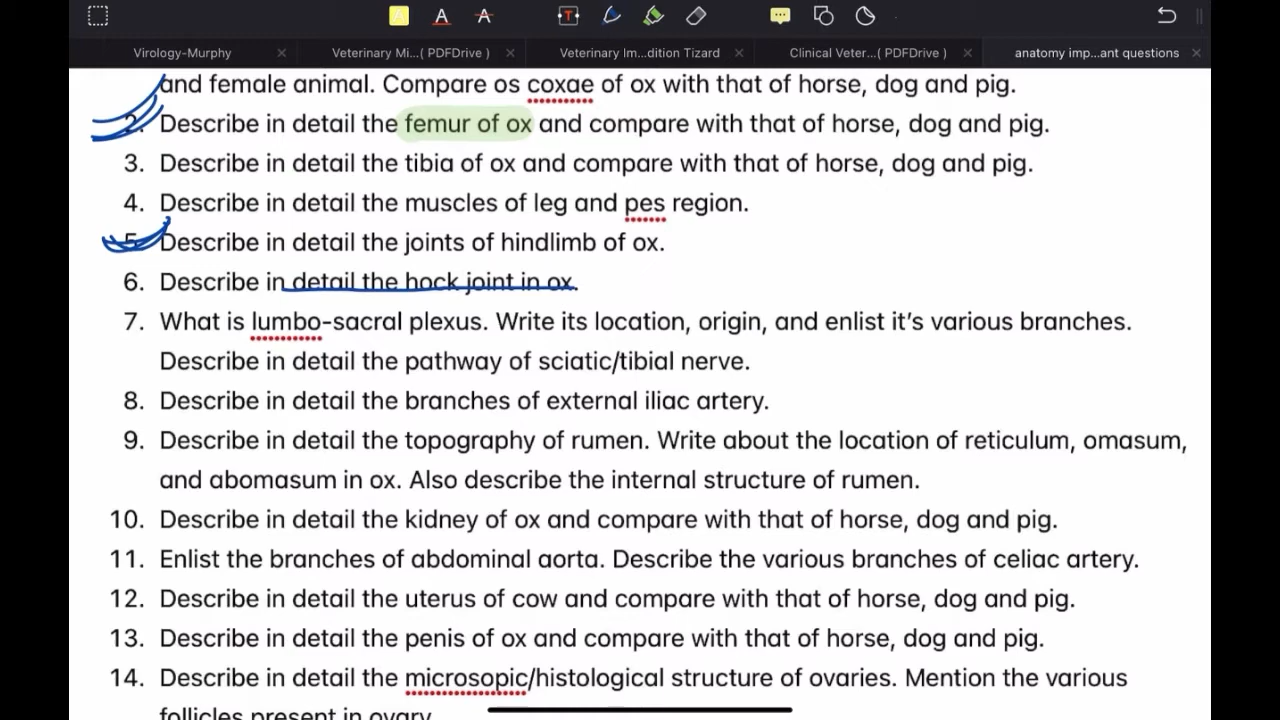 Virology-Murphy
Veterinary Mi...( PDFDrive )
Veterinary Im...dition Tizard
Clinical Veter...( PDFDrive )
anatomy imp...ant questions
and female animal. Compare os coxae of ox with that of horse, dog and pig.
2. Describe in detail the femur of ox and compare with that of horse, dog and pig.
3. Describe in detail the tibia of ox and compare with that of horse, dog and pig.
4. Describe in detail the muscles of leg and pes region.
5. Describe in detail the joints of hindlimb of ox.
6. Describe in detail the hock joint in ox.
7. What is lumbo-sacral plexus. Write its location, origin, and enlist it’s various branches.
Describe in detail the pathway of sciatic/tibial nerve.
8. Describe in detail the branches of external iliac artery.
9. Describe in detail the topography of rumen. Write about the location of reticulum, omasum,
and abomasum in ox. Also describe the internal structure of rumen.
10. Describe in detail the kidney of ox and compare with that of horse, dog and pig.
11. Enlist the branches of abdominal aorta. Describe the various branches of celiac artery.
12. Describe in detail the uterus of cow and compare with that of horse, dog and pig.
13. Describe in detail the penis of ox and compare with that of horse, dog and pig.
14. Describe in detail the microsopic/histological structure of ovaries. Mention the various
follicles present in ovary.